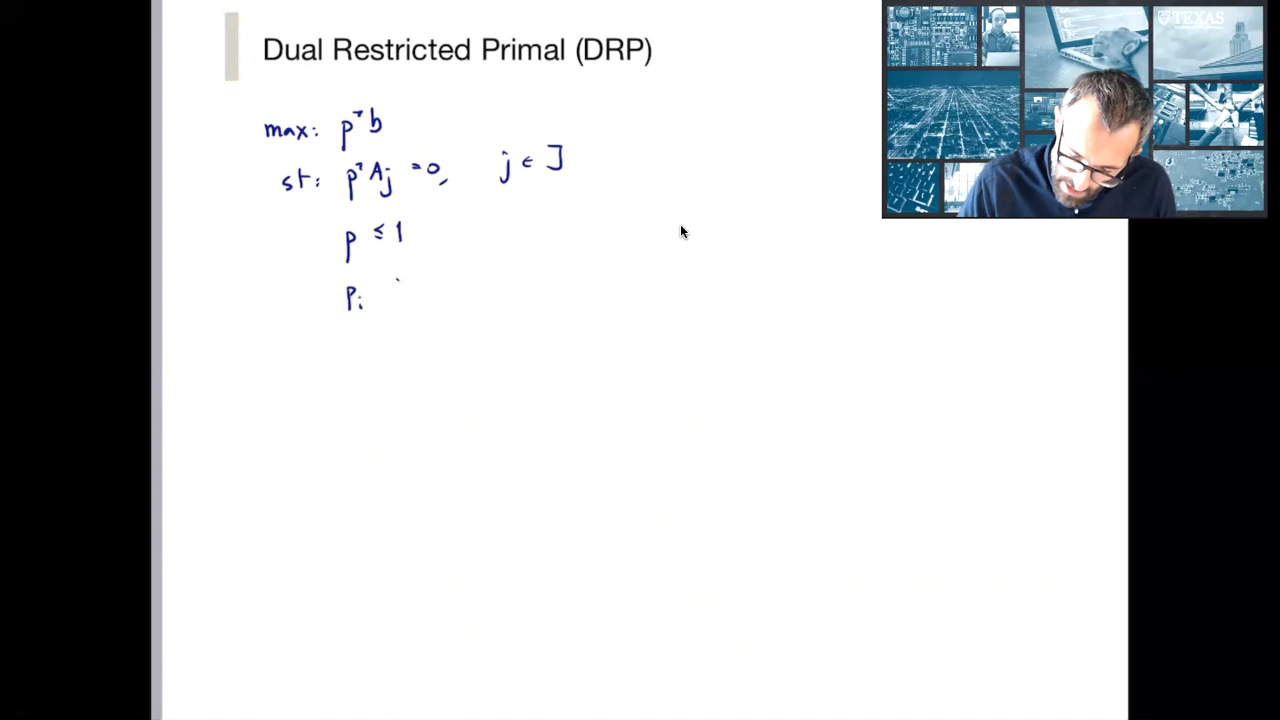 Dual Restricted Primal (DRP)
TEXAS
max: pᵀb
st: pᵀAj = 0, j ∈ J
p ≤ 1
pi